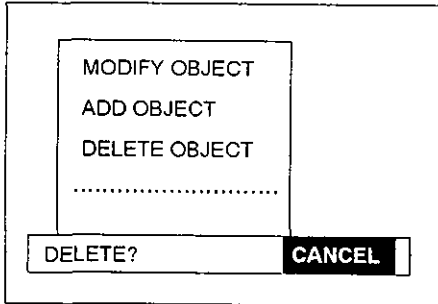 MODIFY OBJECT
ADD OBJECT
DELETE OBJECT
..........................
DELETE? CANCEL